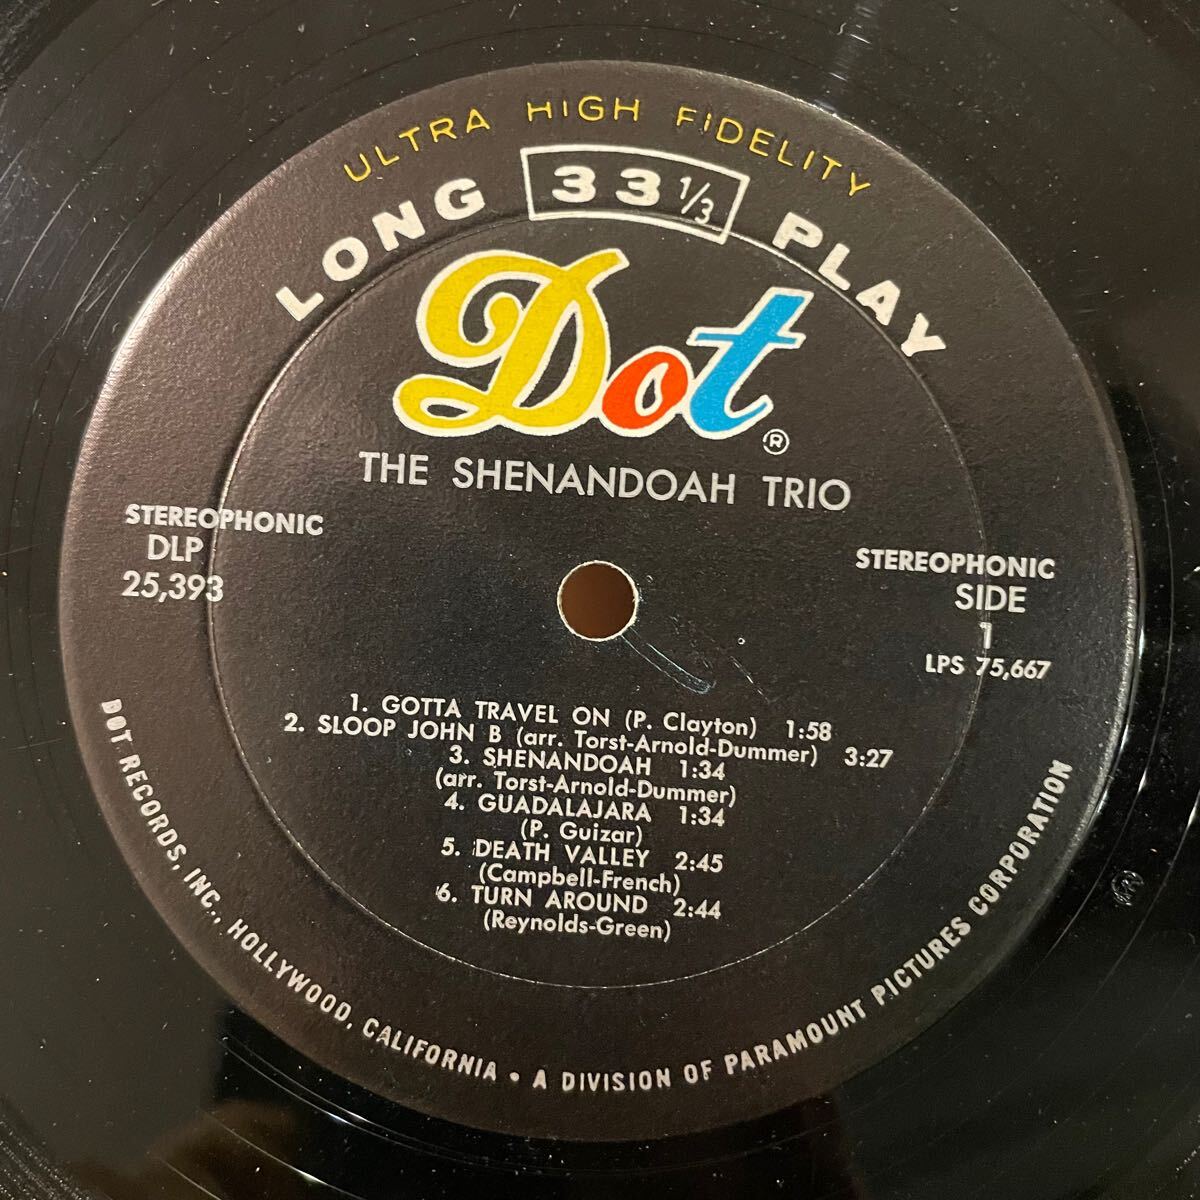 ULTRA HIGH FIDELITY
LONG 33 1/3 PLAY
Dot®
THE SHENANDOAH TRIO
STEREOPHONIC
DLP
25,393
STEREOPHONIC
SIDE
1
LPS 75,667
1. GOTTA TRAVEL ON (P. Clayton) 1:58
2. SLOOP JOHN B (arr. Torst-Arnold-Dummer) 3:27
3. SHENANDOAH 1:34
(arr. Torst-Arnold-Dummer)
4. GUADALAJARA 1:34
(P. Guizar)
5. DEATH VALLEY 2:45
(Campbell-French)
6. TURN AROUND 2:44
(Reynolds-Green)
DOT RECORDS, INC., HOLLYWOOD, CALIFORNIA • A DIVISION OF PARAMOUNT PICTURES CORPORATION